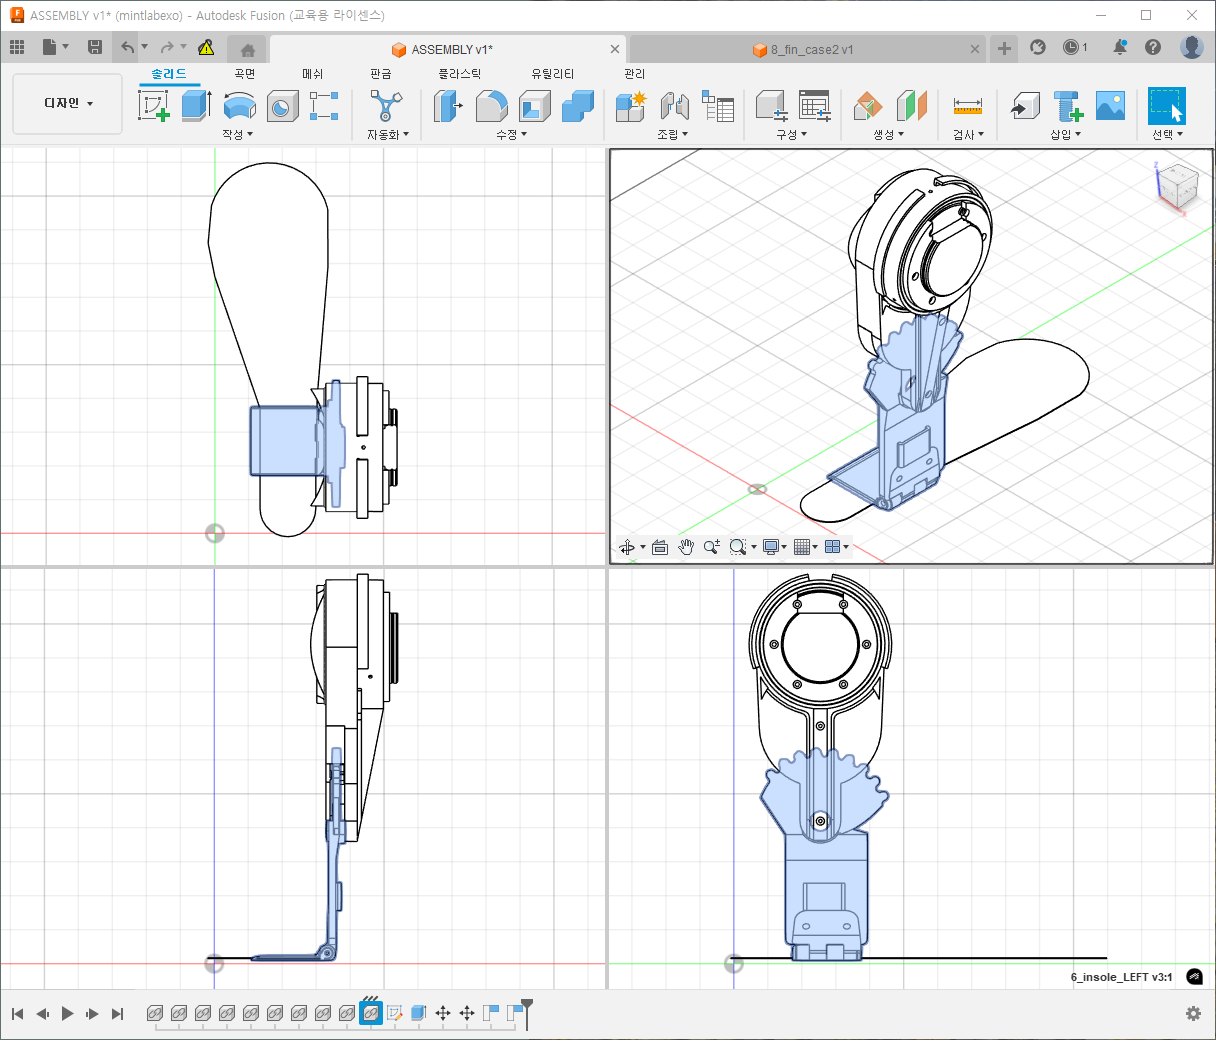 ASSEMBLY v1* (mintlabexo) - Autodesk Fusion (교육용 라이센스)
ASSEMBLY v1*
8_fin_case2 v1
1
디자인
솔리드 곡면 메쉬 판금 플라스틱 유틸리티 관리
작성 자동화 수정 조립 구성 생성 검사 삽입 선택
Z
6_insole_LEFT v3:1